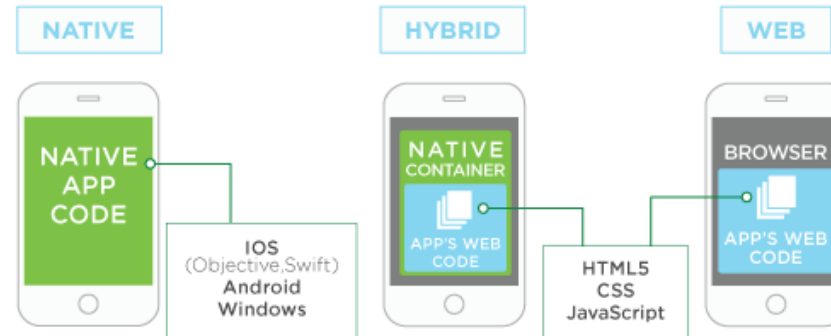 NATIVE
HYBRID
WEB
NATIVE
APP
CODE
IOS
(Objective,Swift)
Android
Windows
NATIVE
CONTAINER
APP'S WEB
CODE
HTML5
CSS
JavaScript
BROWSER
APP'S WEB
CODE